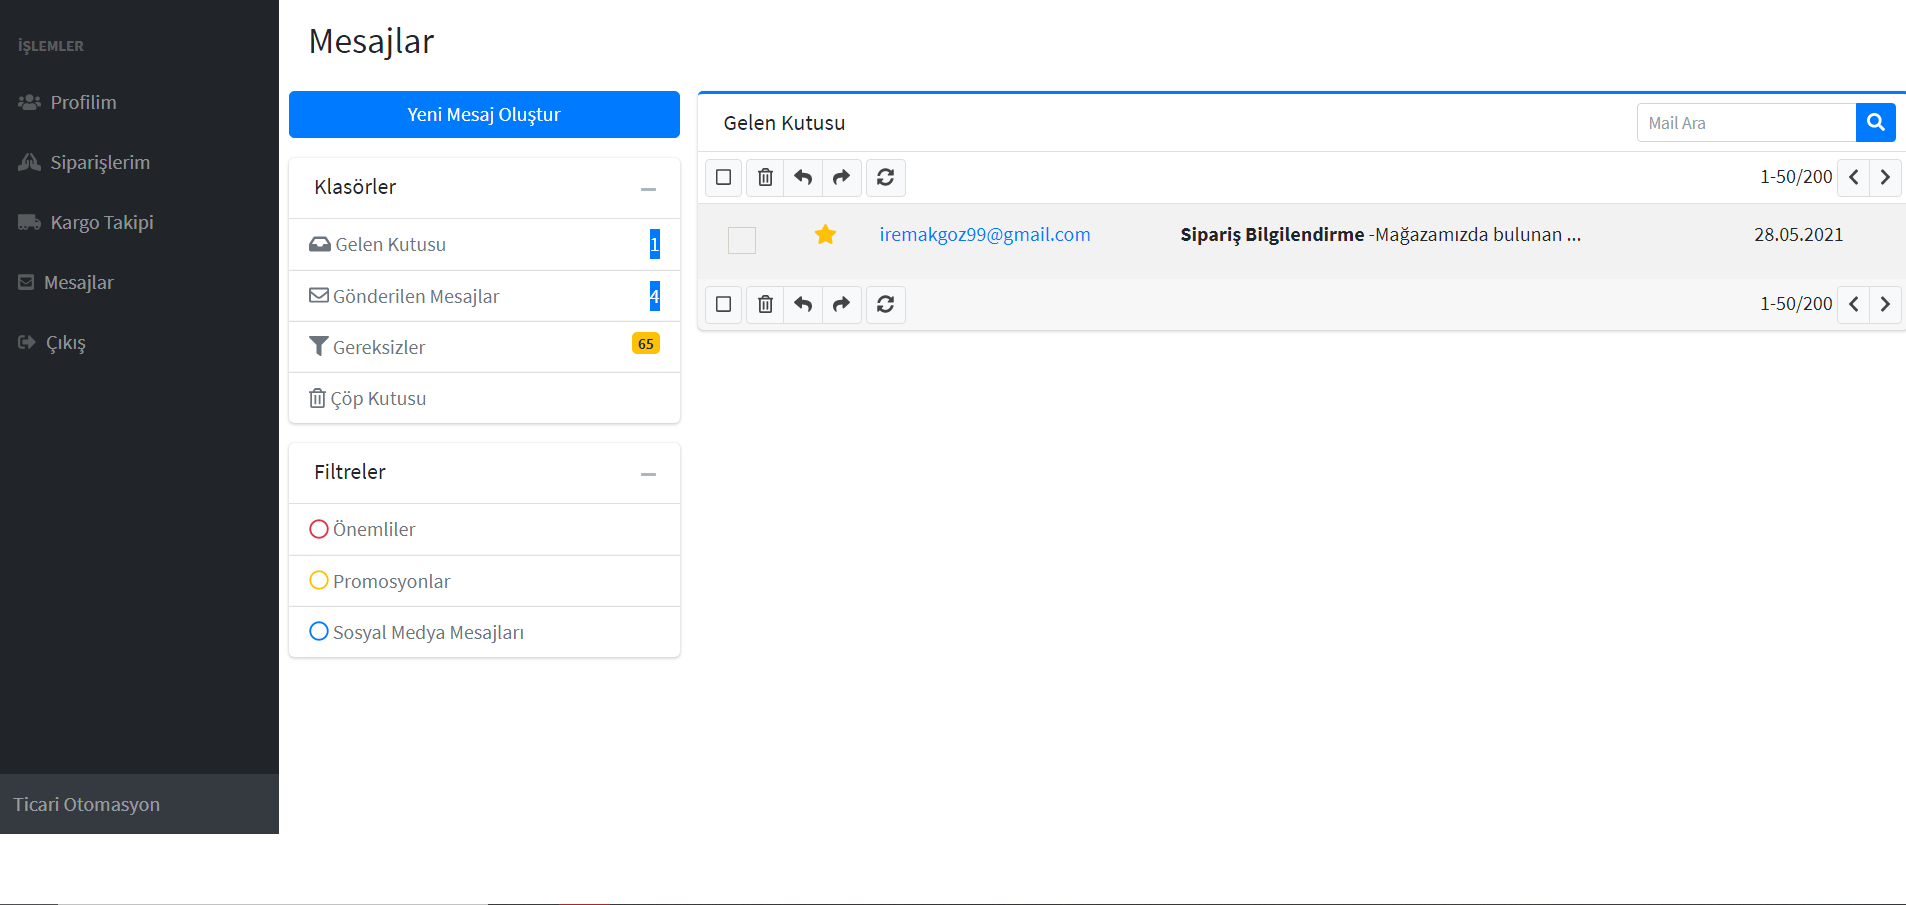 İŞLEMLER
Profilim
Siparişlerim
Kargo Takipi
Mesajlar
Çıkış
Ticari Otomasyon
Mesajlar
Yeni Mesaj Oluştur
Klasörler
Gelen Kutusu 1
Gönderilen Mesajlar 4
Gereksizler 65
Çöp Kutusu
Filtreler
Önemliler
Promosyonlar
Sosyal Medya Mesajları
Gelen Kutusu
Mail Ara
1-50/200
iremakgoz99@gmail.com Sipariş Bilgilendirme -Mağazamızda bulunan ... 28.05.2021
1-50/200